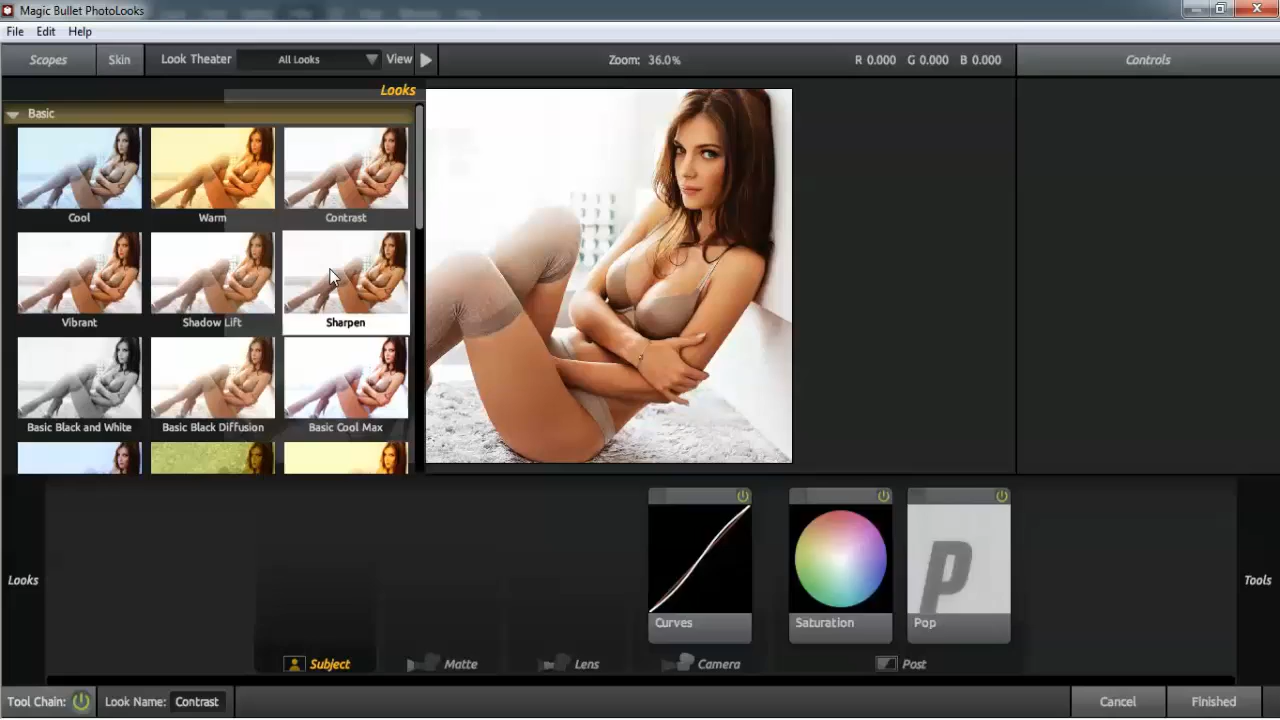 Magic Bullet PhotoLooks
File Edit Help
Scopes Skin Look Theater All Looks View Zoom: 36.0% R 0.000 G 0.000 B 0.000 Controls
Looks
Basic
Cool Warm Contrast
Vibrant Shadow Lift Sharpen
Basic Black and White Basic Black Diffusion Basic Cool Max
P
Curves Saturation Pop
Looks Tools
Subject Matte Lens Camera Post
Tool Chain: Look Name: Contrast Cancel Finished